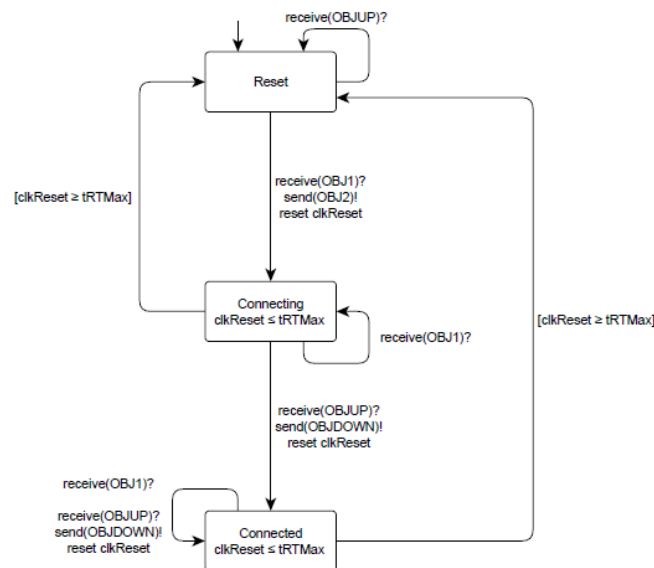 receive(OBJUP)?
Reset
[clkReset ≥ tRTMax]
receive(OBJ1)?
send(OBJ2)!
reset clkReset
Connecting
clkReset ≤ tRTMax
receive(OBJ1)?
[clkReset ≥ tRTMax]
receive(OBJUP)?
send(OBJDOWN)!
reset clkReset
receive(OBJ1)?
receive(OBJUP)?
send(OBJDOWN)!
reset clkReset
Connected
clkReset ≤ tRTMax